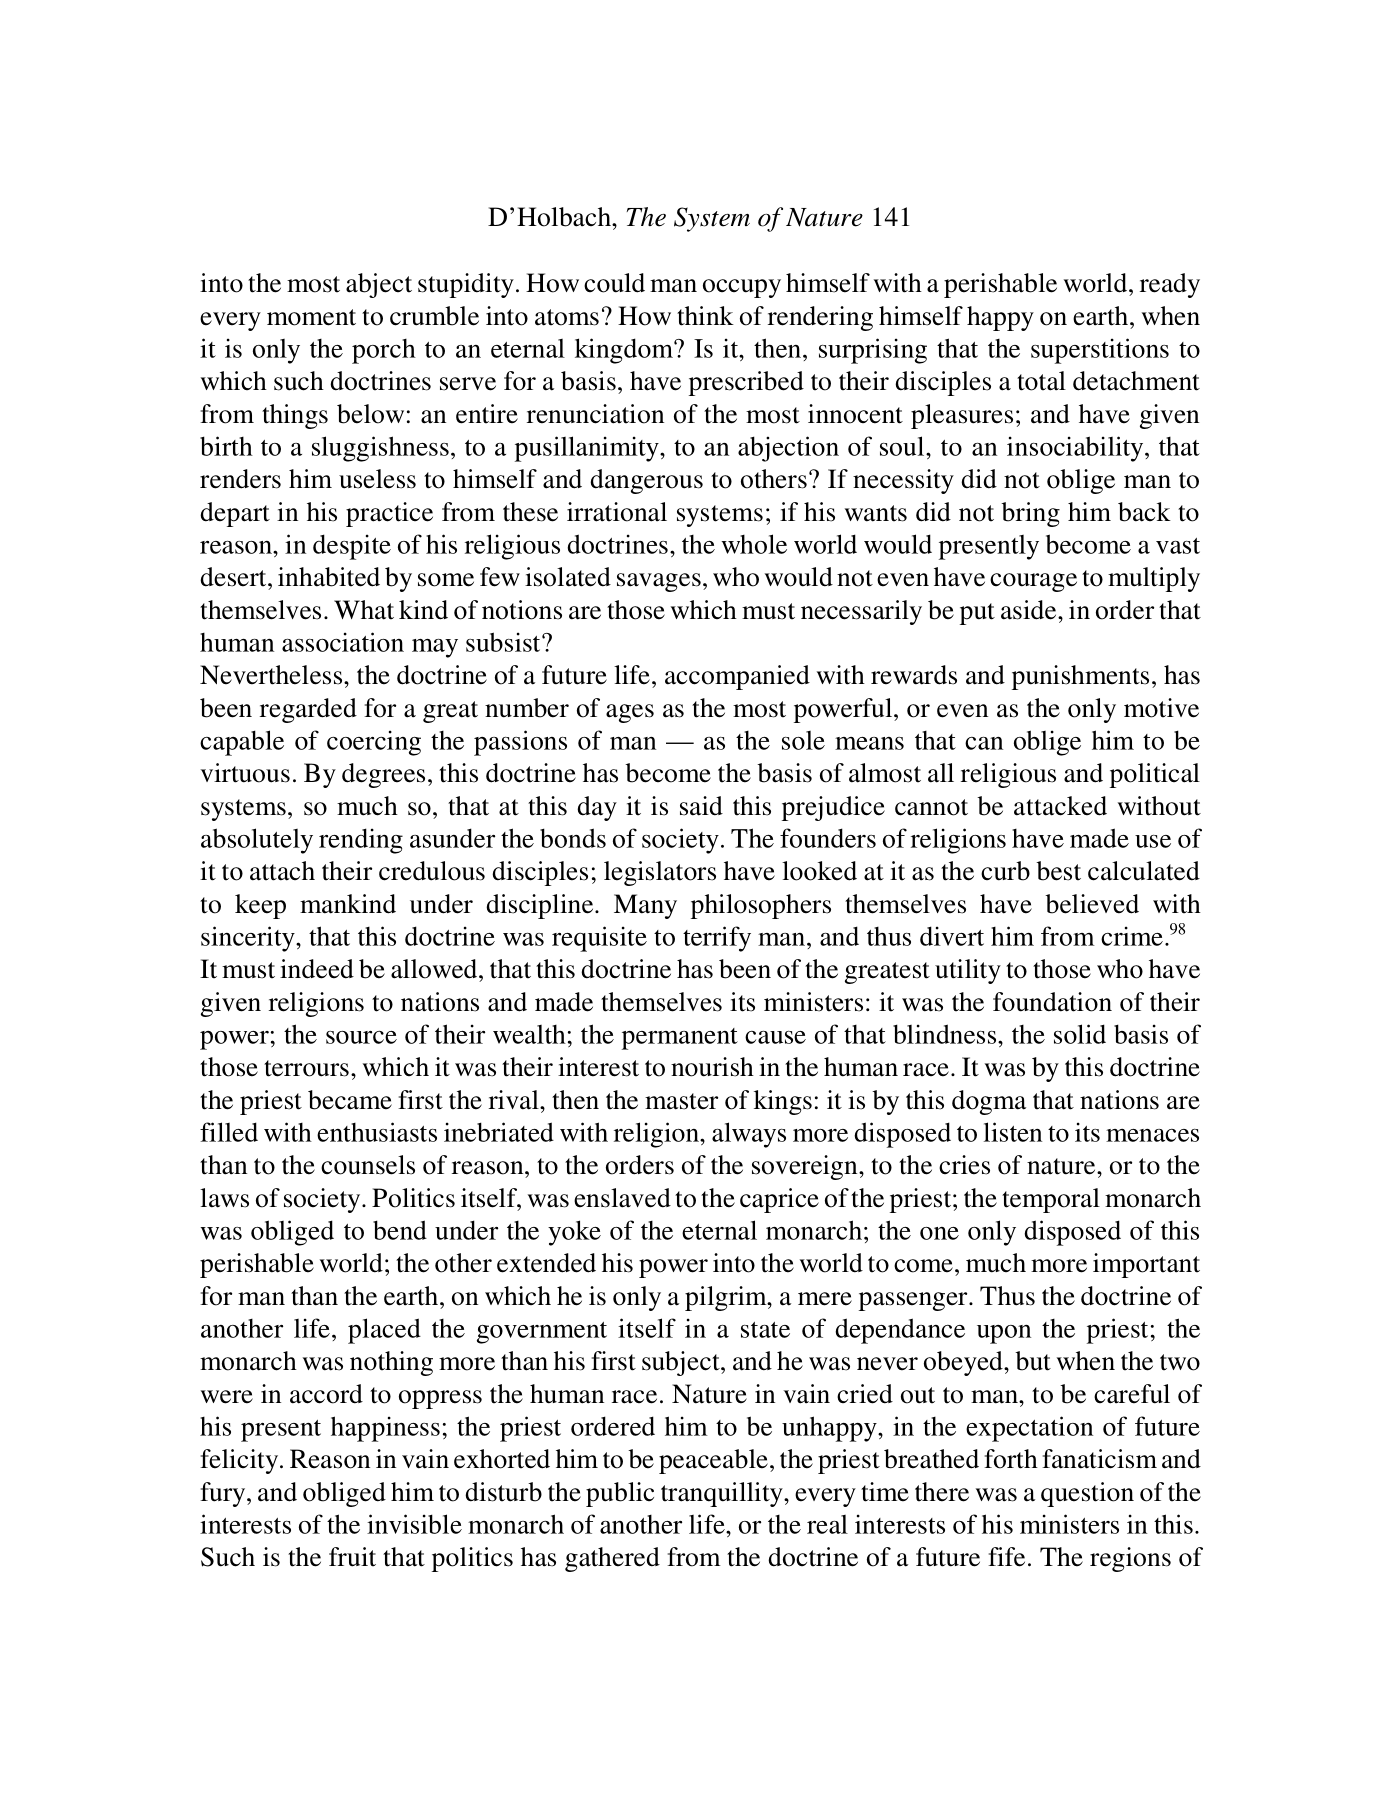 D’Holbach, The System of Nature 141
into the most abject stupidity. How could man occupy himself with a perishable world, ready
every moment to crumble into atoms? How think of rendering himself happy on earth, when
it is only the porch to an eternal kingdom? Is it, then, surprising that the superstitions to
which such doctrines serve for a basis, have prescribed to their disciples a total detachment
from things below: an entire renunciation of the most innocent pleasures; and have given
birth to a sluggishness, to a pusillanimity, to an abjection of soul, to an insociability, that
renders him useless to himself and dangerous to others? If necessity did not oblige man to
depart in his practice from these irrational systems; if his wants did not bring him back to
reason, in despite of his religious doctrines, the whole world would presently become a vast
desert, inhabited by some few isolated savages, who would not even have courage to multiply
themselves. What kind of notions are those which must necessarily be put aside, in order that
human association may subsist?
Nevertheless, the doctrine of a future life, accompanied with rewards and punishments, has
been regarded for a great number of ages as the most powerful, or even as the only motive
capable of coercing the passions of man — as the sole means that can oblige him to be
virtuous. By degrees, this doctrine has become the basis of almost all religious and political
systems, so much so, that at this day it is said this prejudice cannot be attacked without
absolutely rending asunder the bonds of society. The founders of religions have made use of
it to attach their credulous disciples; legislators have looked at it as the curb best calculated
to keep mankind under discipline. Many philosophers themselves have believed with
sincerity, that this doctrine was requisite to terrify man, and thus divert him from crime.98
It must indeed be allowed, that this doctrine has been of the greatest utility to those who have
given religions to nations and made themselves its ministers: it was the foundation of their
power; the source of their wealth; the permanent cause of that blindness, the solid basis of
those terrours, which it was their interest to nourish in the human race. It was by this doctrine
the priest became first the rival, then the master of kings: it is by this dogma that nations are
filled with enthusiasts inebriated with religion, always more disposed to listen to its menaces
than to the counsels of reason, to the orders of the sovereign, to the cries of nature, or to the
laws of society. Politics itself, was enslaved to the caprice of the priest; the temporal monarch
was obliged to bend under the yoke of the eternal monarch; the one only disposed of this
perishable world; the other extended his power into the world to come, much more important
for man than the earth, on which he is only a pilgrim, a mere passenger. Thus the doctrine of
another life, placed the government itself in a state of dependance upon the priest; the
monarch was nothing more than his first subject, and he was never obeyed, but when the two
were in accord to oppress the human race. Nature in vain cried out to man, to be careful of
his present happiness; the priest ordered him to be unhappy, in the expectation of future
felicity. Reason in vain exhorted him to be peaceable, the priest breathed forth fanaticism and
fury, and obliged him to disturb the public tranquillity, every time there was a question of the
interests of the invisible monarch of another life, or the real interests of his ministers in this.
Such is the fruit that politics has gathered from the doctrine of a future fife. The regions of